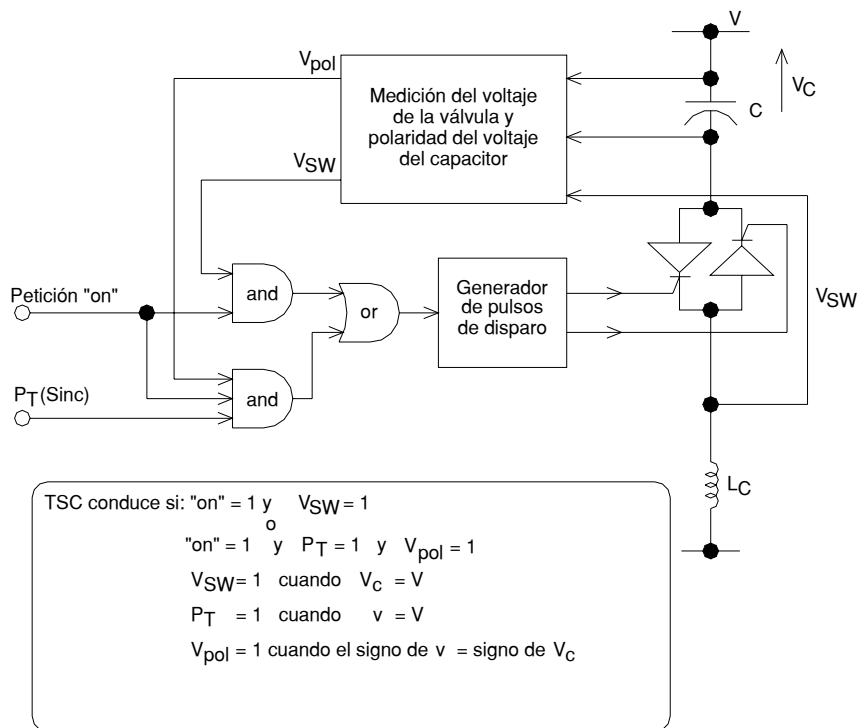 V
Vpol
VC
Medición del voltaje
de la válvula y
polaridad del voltaje
del capacitor
C
VSW
Petición "on"
and
or
Generador
de pulsos
de disparo
VSW
PT(Sinc)
and
LC
TSC conduce si: "on" = 1 y VSW = 1
o
"on" = 1 y PT = 1 y Vpol = 1
VSW = 1 cuando Vc = V
PT = 1 cuando v = V
Vpol = 1 cuando el signo de v = signo de Vc